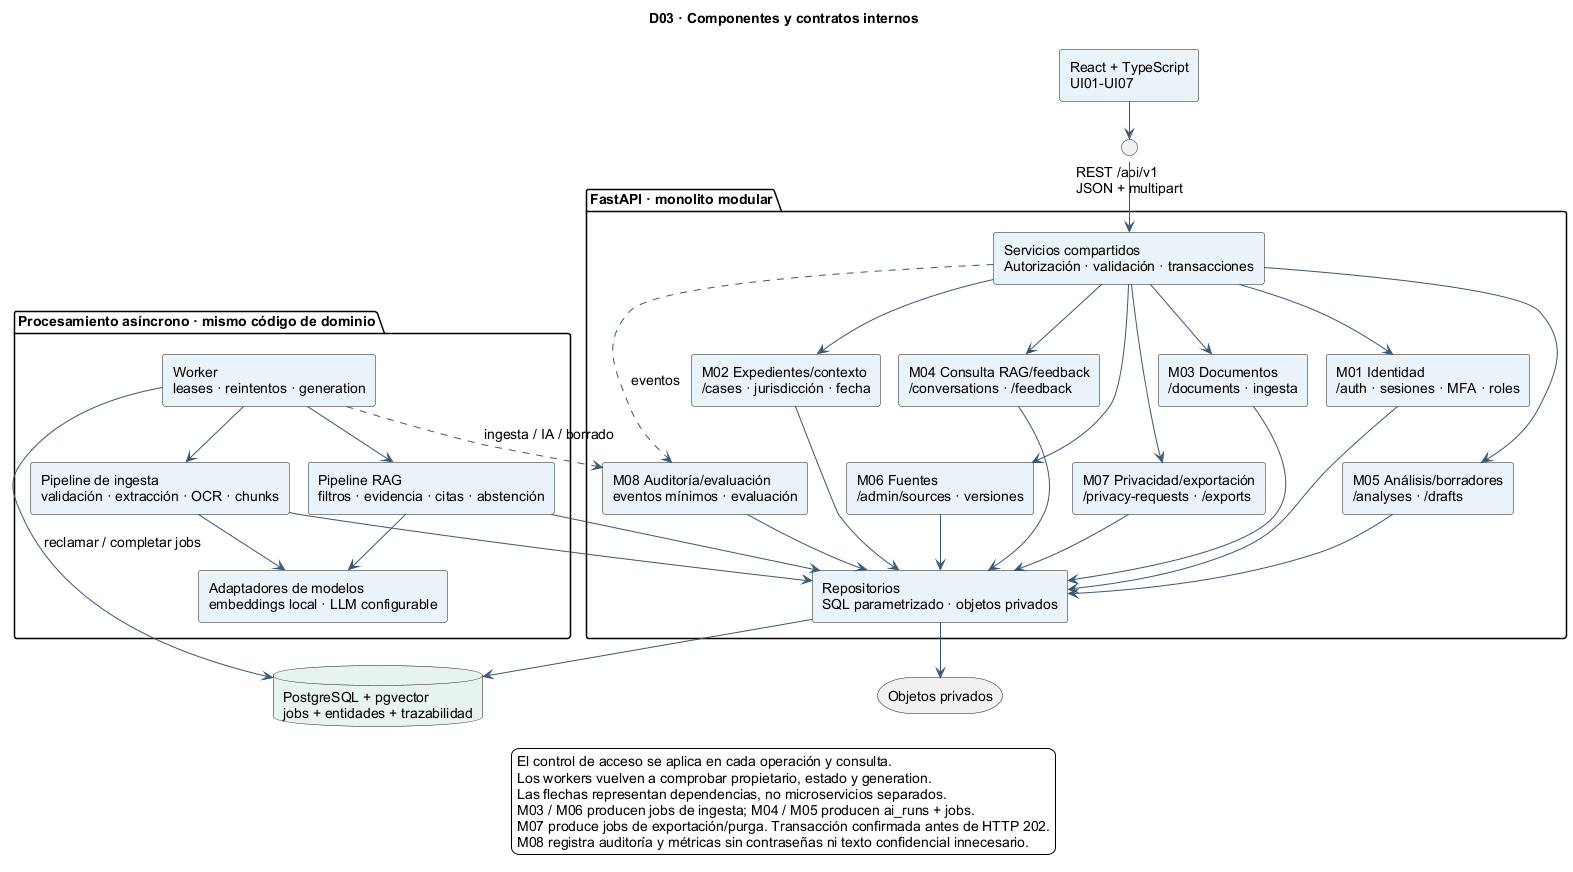 D03 · Componentes y contratos internos
React + TypeScript
UI01-UI07
REST /api/v1
JSON + multipart
FastAPI · monolito modular
Servicios compartidos
Autorización · validación · transacciones
Procesamiento asíncrono · mismo código de dominio
Worker
leases · reintentos · generation
eventos
M02 Expedientes/contexto
/cases · jurisdicción · fecha
M04 Consulta RAG/feedback
/conversations · /feedback
M03 Documentos
/documents · ingesta
M01 Identidad
/auth · sesiones · MFA · roles
ingesta / IA / borrado
Pipeline de ingesta
validación · extracción · OCR · chunks
Pipeline RAG
filtros · evidencia · citas · abstención
M08 Auditoría/evaluación
eventos mínimos · evaluación
M06 Fuentes
/admin/sources · versiones
M07 Privacidad/exportación
/privacy-requests · /exports
M05 Análisis/borradores
/analyses · /drafts
reclamar / completar jobs
Adaptadores de modelos
embeddings local · LLM configurable
Repositorios
SQL parametrizado · objetos privados
PostgreSQL + pgvector
jobs + entidades + trazabilidad
Objetos privados
El control de acceso se aplica en cada operación y consulta.
Los workers vuelven a comprobar propietario, estado y generation.
Las flechas representan dependencias, no microservicios separados.
M03 / M06 producen jobs de ingesta; M04 / M05 producen ai_runs + jobs.
M07 produce jobs de exportación/purga. Transacción confirmada antes de HTTP 202.
M08 registra auditoría y métricas sin contraseñas ni texto confidencial innecesario.